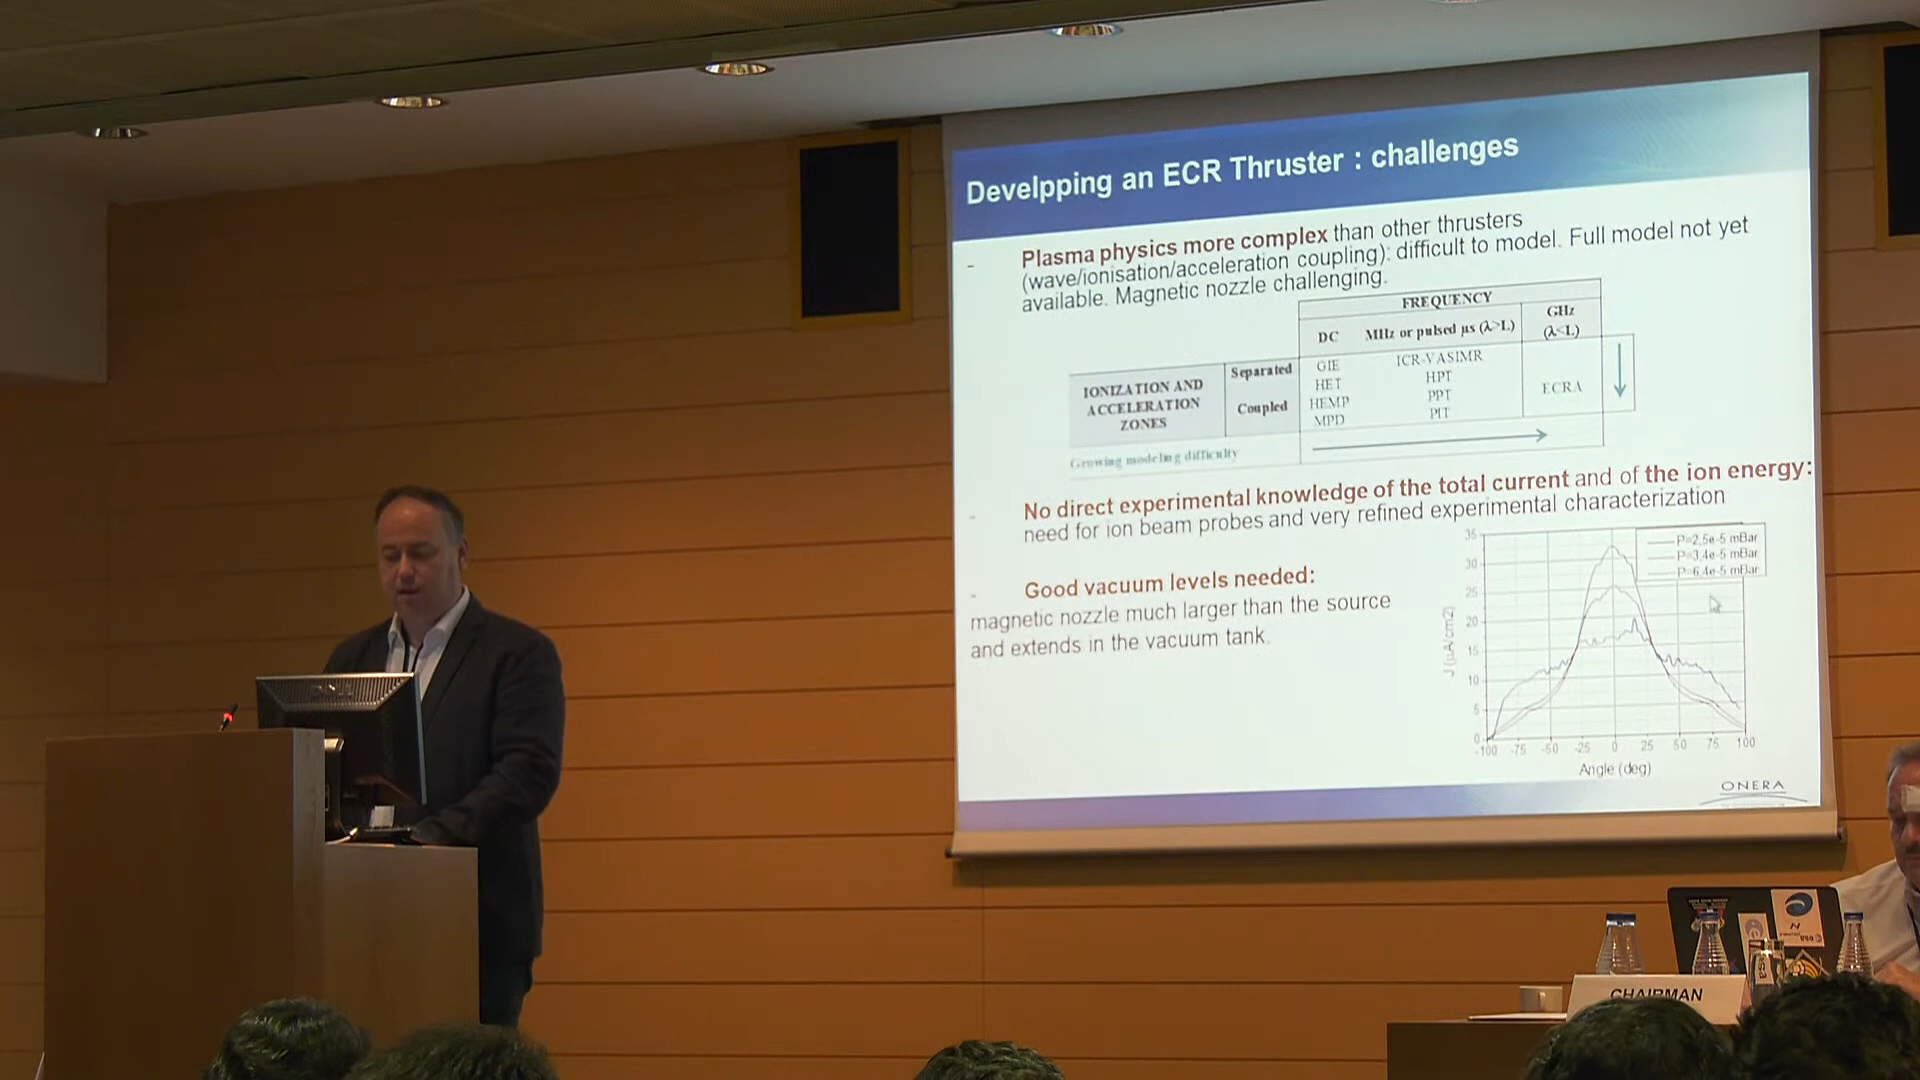 Develpping an ECR Thruster : challenges
- Plasma physics more complex than other thrusters
(wave/ionisation/acceleration coupling): difficult to model. Full model not yet
available. Magnetic nozzle challenging.
FREQUENCY
DC MHz or pulsed µs (λ>L) GHz
(λ<L)
IONIZATION AND
ACCELERATION
ZONES
Separated
Coupled
GIE ICR-VASIMR
HET HPT
HEMP PPT
MPD PIT
ECRA
Growing modeling difficulty
- No direct experimental knowledge of the total current and of the ion energy:
need for ion beam probes and very refined experimental characterization
- Good vacuum levels needed:
magnetic nozzle much larger than the source
and extends in the vacuum tank.
P=2,5e-5 mBar
P=3,4e-5 mBar
P=6,4e-5 mBar
J (µA/cm2)
35
30
25
20
15
10
5
0
-100 -75 -50 -25 0 25 50 75 100
Angle (deg)
ONERA
DELL
esa
CHAIRMAN